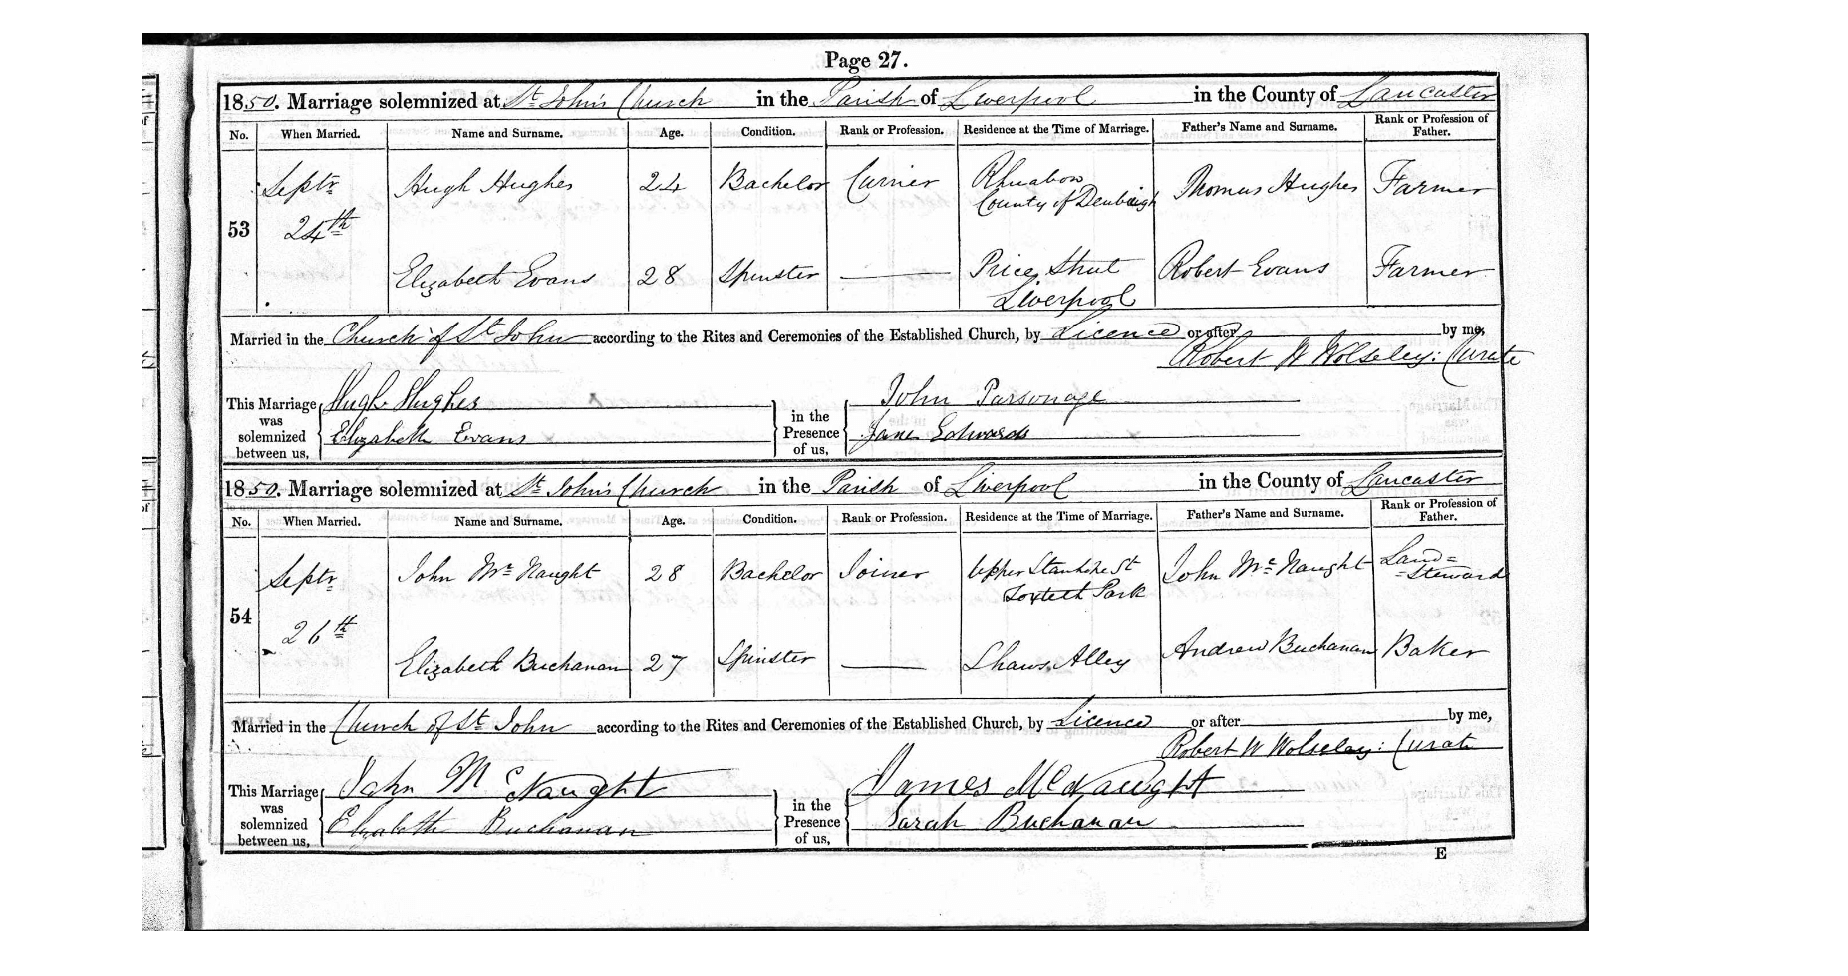 Page 27.
1850. Marriage solemnized at St John's Church in the Parish of Liverpool in the County of Lancaster
No. When Married. Name and Surname. Age. Condition. Rank or Profession. Residence at the Time of Marriage. Father's Name and Surname. Rank or Profession of Father.
53 Septr 24th Hugh Hughes 24 Bachelor Currier Rhuabon County of Denbeigh Thomas Hughes Farmer
Elizabeth Evans 28 Spinster Price Street Liverpool Robert Evans Farmer
Married in the Church of St John according to the Rites and Ceremonies of the Established Church, by Licence or after by me,
Robert W Wolseley: Curate
This Marriage was solemnized between us, Hugh Hughes in the Presence of us, John Parsonage
Elizabeth Evans Jane Edwards
1850. Marriage solemnized at St John's Church in the Parish of Liverpool in the County of Lancaster
No. When Married. Name and Surname. Age. Condition. Rank or Profession. Residence at the Time of Marriage. Father's Name and Surname. Rank or Profession of Father.
54 Septr 26th John Mc Naught 28 Bachelor Joiner Upper Stanhope St Toxteth Park John Mc Naught Land= =Steward
Elizabeth Buchanan 27 Spinster Shaws Alley Andrew Buchanan Baker
Married in the Church of St John according to the Rites and Ceremonies of the Established Church, by Licence or after by me,
Robert W Wolseley: Curate
This Marriage was solemnized between us, John Mc Naught in the Presence of us, James McNaught
Elizabeth Buchanan Sarah Buchanan
E